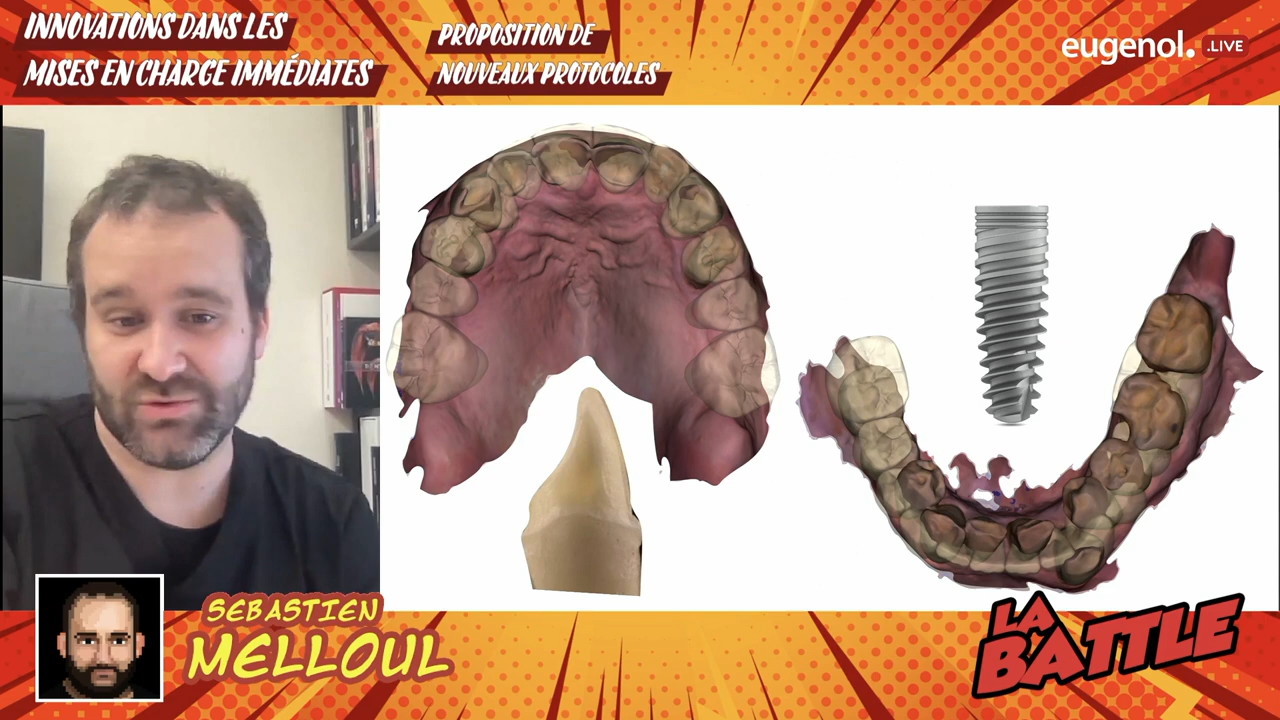 INNOVATIONS DANS LES
MISES EN CHARGE IMMÉDIATES
PROPOSITION DE
NOUVEAUX PROTOCOLES
eugenol. .LIVE
SEBASTIEN
MELLOUL
LA
BATTLE